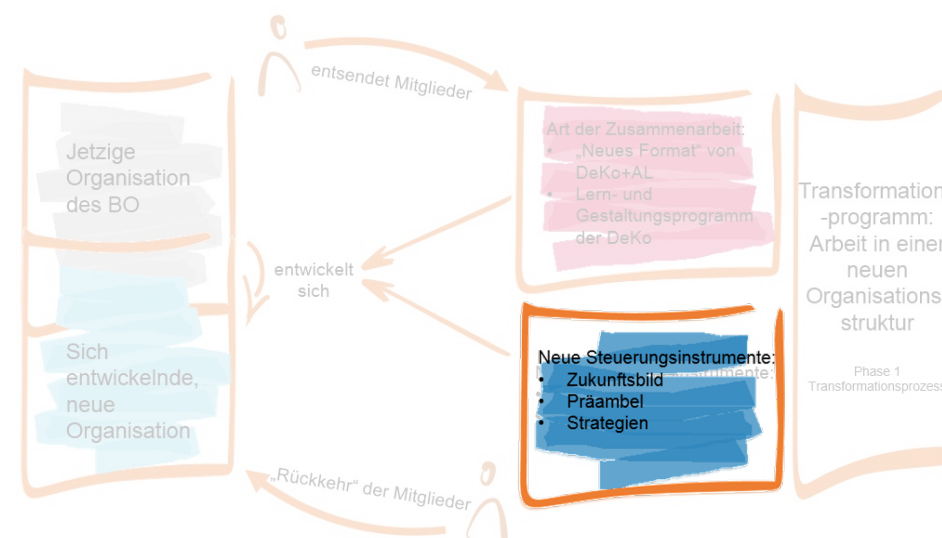 entsendet Mitglieder
Jetzige
Organisation
des BO
Art der Zusammenarbeit:
• „Neues Format“ von
DeKo+AL
• Lern- und
Gestaltungsprogramm
der DeKo
Transformation
-programm:
Arbeit in einer
neuen
Organisations
struktur
Phase 1
Transformationsprozess
entwickelt
sich
Sich
entwickelnde,
neue
Organisation
Neue Steuerungsinstrumente:
• Zukunftsbild
• Präambel
• Strategien
„Rückkehr“ der Mitglieder